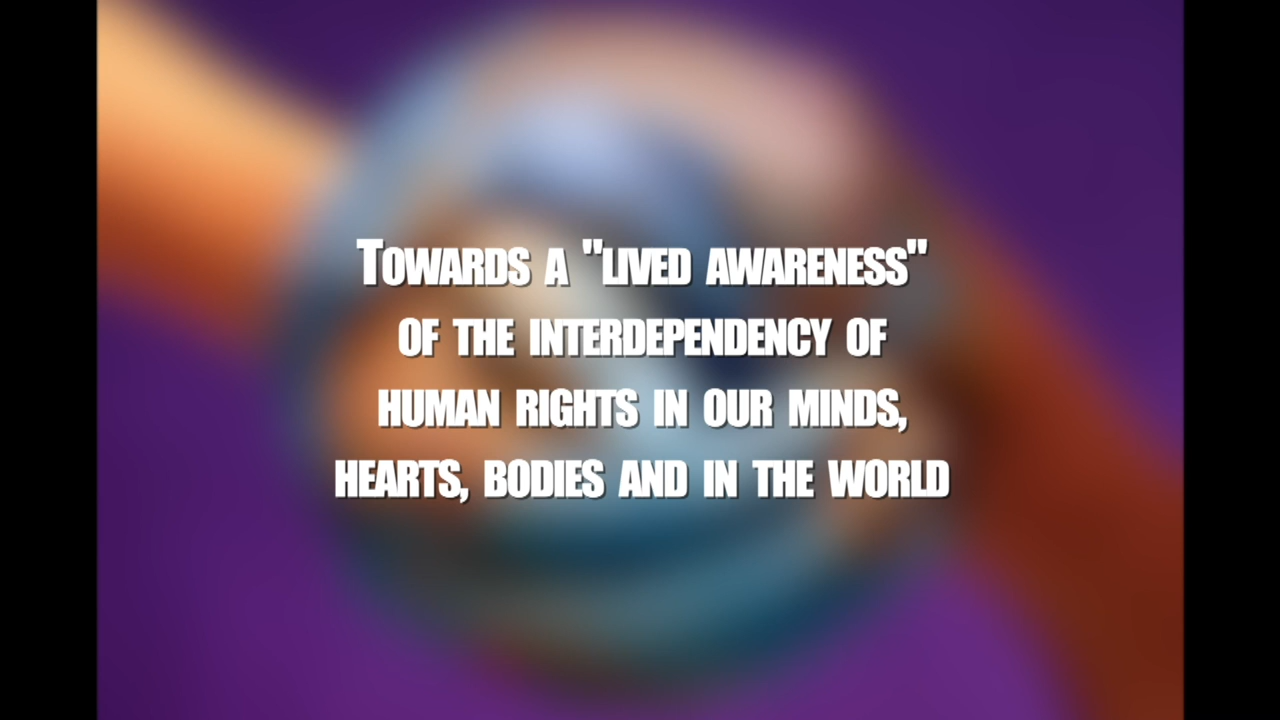 Towards a "lived awareness"
of the interdependency of
human rights in our minds,
hearts, bodies and in the world